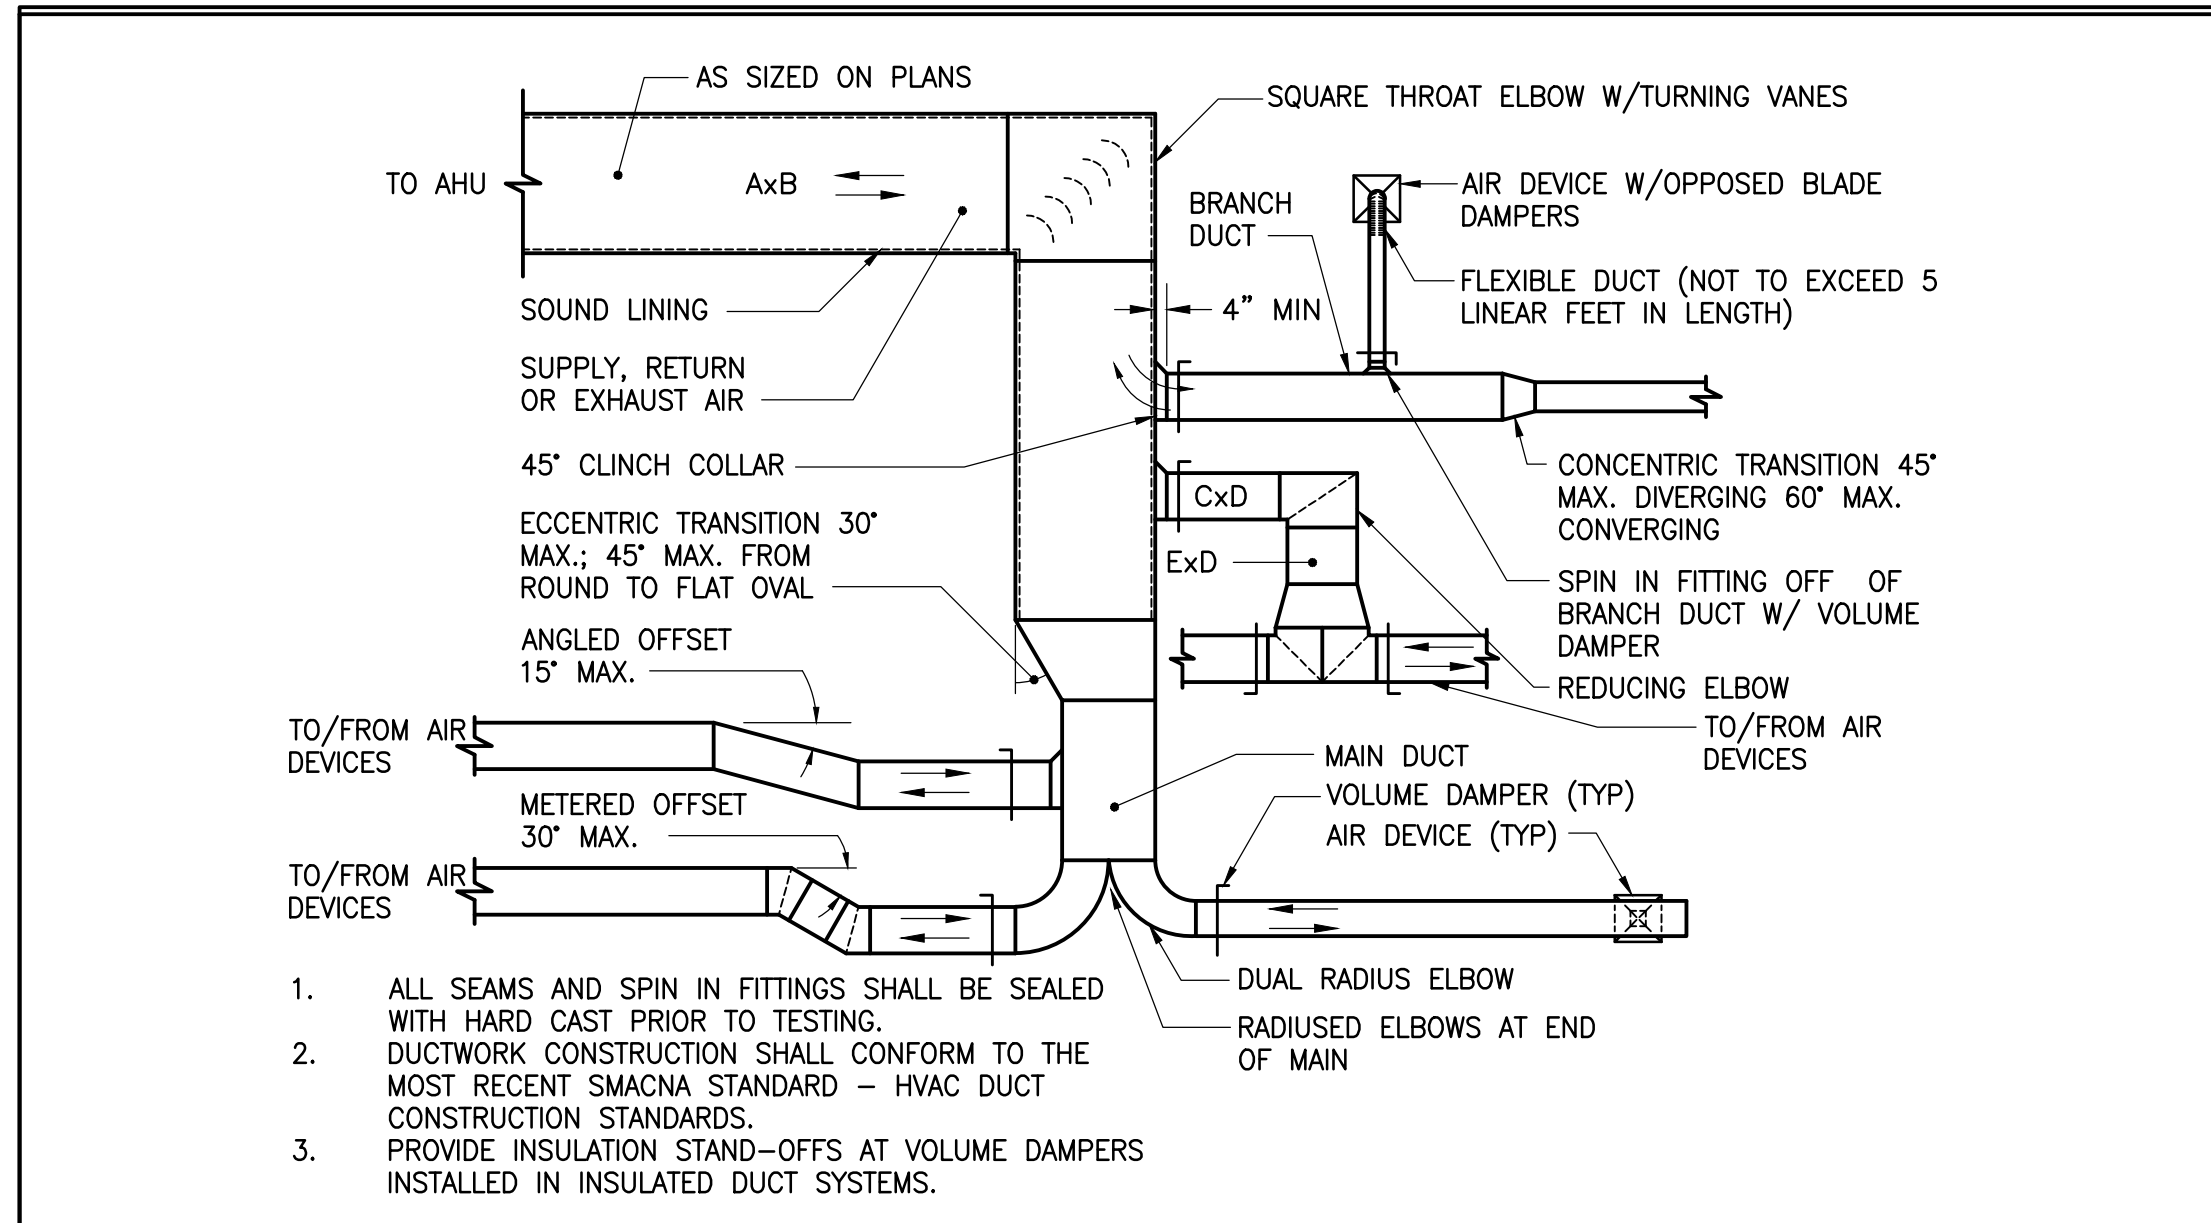 AS SIZED ON PLANS
SQUARE THROAT ELBOW W/TURNING VANES
TO AHU
AxB
BRANCH
DUCT
AIR DEVICE W/OPPOSED BLADE
DAMPERS
FLEXIBLE DUCT (NOT TO EXCEED 5
LINEAR FEET IN LENGTH)
SOUND LINING
4” MIN
SUPPLY, RETURN
OR EXHAUST AIR
45° CLINCH COLLAR
CONCENTRIC TRANSITION 45°
MAX. DIVERGING 60° MAX.
CONVERGING
CxD
ECCENTRIC TRANSITION 30°
MAX.; 45° MAX. FROM
ROUND TO FLAT OVAL
ExD
SPIN IN FITTING OFF OF
BRANCH DUCT W/ VOLUME
DAMPER
ANGLED OFFSET
15° MAX.
REDUCING ELBOW
TO/FROM AIR
DEVICES
TO/FROM AIR
DEVICES
MAIN DUCT
VOLUME DAMPER (TYP)
AIR DEVICE (TYP)
METERED OFFSET
30° MAX.
TO/FROM AIR
DEVICES
DUAL RADIUS ELBOW
RADIUSED ELBOWS AT END
OF MAIN
1. ALL SEAMS AND SPIN IN FITTINGS SHALL BE SEALED
WITH HARD CAST PRIOR TO TESTING.
2. DUCTWORK CONSTRUCTION SHALL CONFORM TO THE
MOST RECENT SMACNA STANDARD – HVAC DUCT
CONSTRUCTION STANDARDS.
3. PROVIDE INSULATION STAND-OFFS AT VOLUME DAMPERS
INSTALLED IN INSULATED DUCT SYSTEMS.